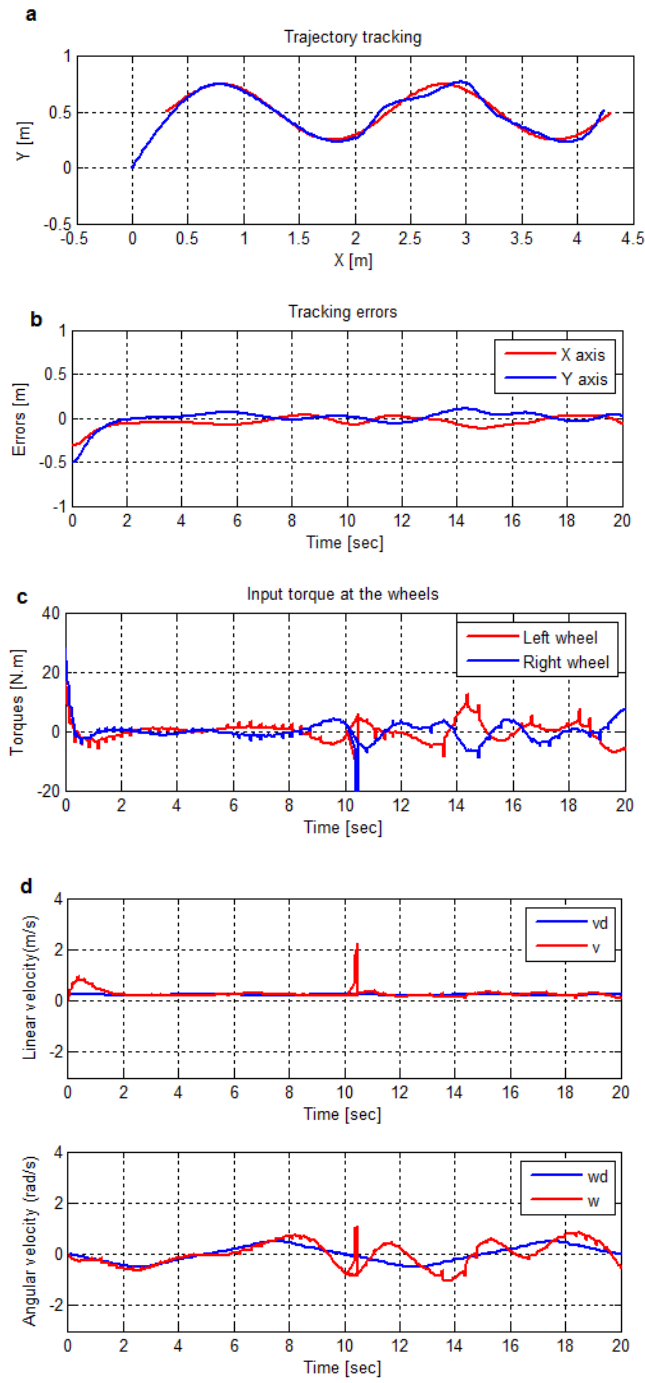 a
Trajectory tracking
1
0.5
0
-0.5
Y [m]
-0.5 0 0.5 1 1.5 2 2.5 3 3.5 4 4.5
X [m]
b
Tracking errors
1
0.5
0
-0.5
-1
Errors [m]
X axis
Y axis
0 2 4 6 8 10 12 14 16 18 20
Time [sec]
c
Input torque at the wheels
40
20
0
-20
Torques [N.m]
Left wheel
Right wheel
0 2 4 6 8 10 12 14 16 18 20
Time [sec]
d
4
2
0
-2
Linear velocity(m/s)
vd
v
0 2 4 6 8 10 12 14 16 18 20
Time [sec]
4
2
0
-2
Angular velocity (rad/s)
wd
w
0 2 4 6 8 10 12 14 16 18 20
Time [sec]